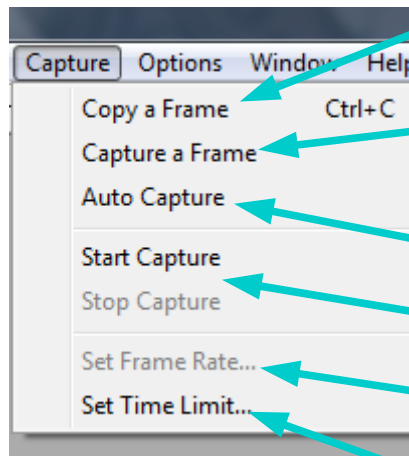 Capture Options Window Help
Copy a Frame Ctrl+C
Capture a Frame
Auto Capture
Start Capture
Stop Capture
Set Frame Rate...
Set Time Limit...